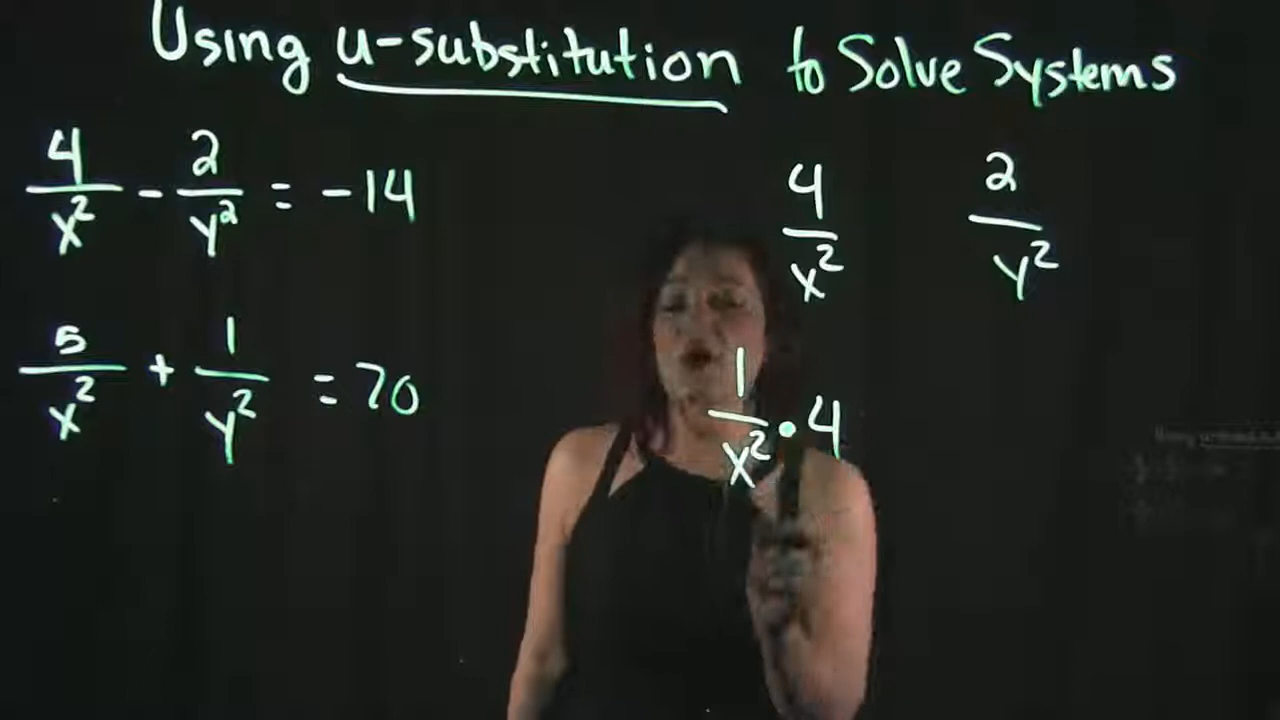 Using u-substitution to Solve Systems
4/x² - 2/y² = -14
4/x² 2/y²
5/x² + 1/y² = 70
1/x² · 4